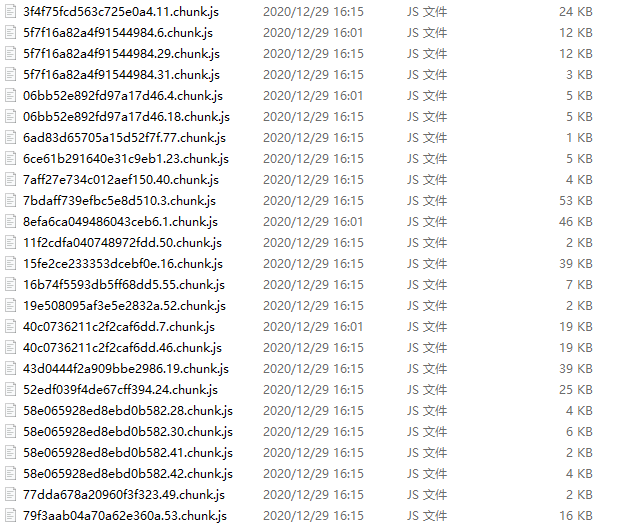 3f4f75fcd563c725e0a4.11.chunk.js 2020/12/29 16:15 JS 文件 24 KB
5f7f16a82a4f91544984.6.chunk.js 2020/12/29 16:01 JS 文件 12 KB
5f7f16a82a4f91544984.29.chunk.js 2020/12/29 16:15 JS 文件 12 KB
5f7f16a82a4f91544984.31.chunk.js 2020/12/29 16:15 JS 文件 3 KB
06bb52e892fd97a17d46.4.chunk.js 2020/12/29 16:01 JS 文件 5 KB
06bb52e892fd97a17d46.18.chunk.js 2020/12/29 16:15 JS 文件 5 KB
6ad83d65705a15d52f7f.77.chunk.js 2020/12/29 16:15 JS 文件 1 KB
6ce61b291640e31c9eb1.23.chunk.js 2020/12/29 16:15 JS 文件 5 KB
7aff27e734c012aef150.40.chunk.js 2020/12/29 16:15 JS 文件 4 KB
7bdaff739efbc5e8d510.3.chunk.js 2020/12/29 16:15 JS 文件 53 KB
8efa6ca049486043ceb6.1.chunk.js 2020/12/29 16:01 JS 文件 46 KB
11f2cdfa040748972fdd.50.chunk.js 2020/12/29 16:15 JS 文件 2 KB
15fe2ce233353dcebf0e.16.chunk.js 2020/12/29 16:15 JS 文件 39 KB
16b74f5593db5ff68dd5.55.chunk.js 2020/12/29 16:15 JS 文件 7 KB
19e508095af3e5e2832a.52.chunk.js 2020/12/29 16:15 JS 文件 2 KB
40c0736211c2f2caf6dd.7.chunk.js 2020/12/29 16:01 JS 文件 19 KB
40c0736211c2f2caf6dd.46.chunk.js 2020/12/29 16:15 JS 文件 19 KB
43d0444f2a909bbe2986.19.chunk.js 2020/12/29 16:15 JS 文件 39 KB
52edf039f4de67cff394.24.chunk.js 2020/12/29 16:15 JS 文件 25 KB
58e065928ed8ebd0b582.28.chunk.js 2020/12/29 16:15 JS 文件 4 KB
58e065928ed8ebd0b582.30.chunk.js 2020/12/29 16:15 JS 文件 6 KB
58e065928ed8ebd0b582.41.chunk.js 2020/12/29 16:15 JS 文件 2 KB
58e065928ed8ebd0b582.42.chunk.js 2020/12/29 16:15 JS 文件 4 KB
77dda678a20960f3f323.49.chunk.js 2020/12/29 16:15 JS 文件 2 KB
79f3aab04a70a62e360a.53.chunk.js 2020/12/29 16:15 JS 文件 16 KB